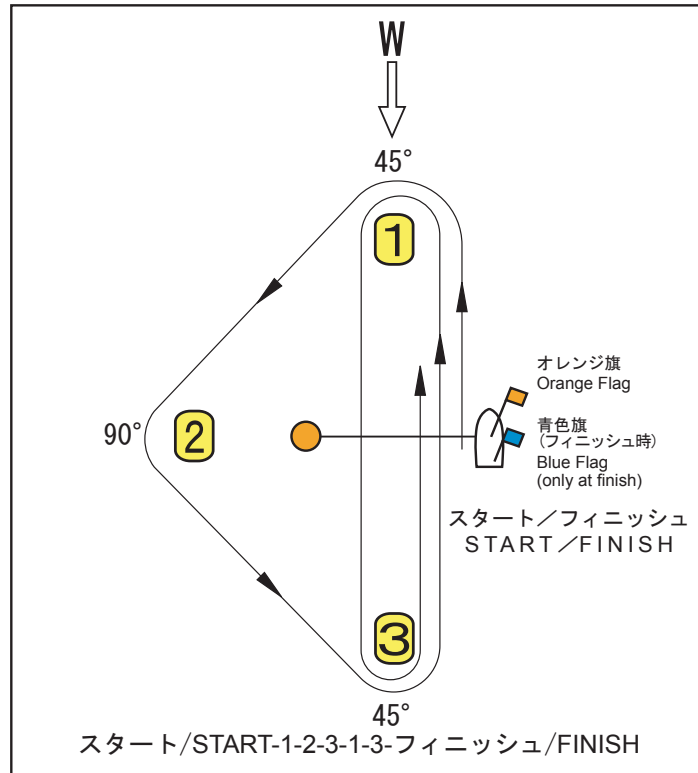 W
45°
1
オレンジ旗
Orange Flag
青色旗
(フィニッシュ時)
Blue Flag
(only at finish)
90°
2
スタート／フィニッシュ
START／FINISH
3
45°
スタート/START-1-2-3-1-3-フィニッシュ/FINISH